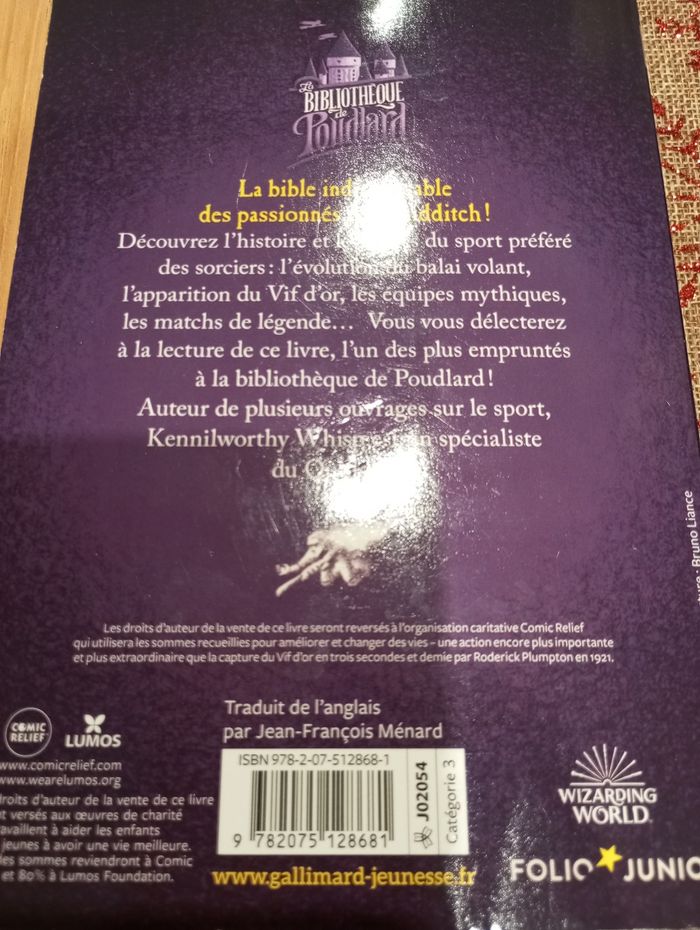 La
BIBLIOTHÈQUE
de
Poudlard
La bible
des passionnés
Découvrez l'histoire et du sport préféré
des sorciers : l'évolution du balai volant,
l'apparition du Vif d'or, les équipes mythiques,
les matchs de légende... Vous vous délecterez
à la lecture de ce livre, l'un des plus empruntés
à la bibliothèque de Poudlard !
Auteur de plusieurs ouvrages sur le sport,
Kennilworthy Whisp est un spécialiste
du
Bruno Liance
Les droits d'auteur de la vente de ce livre seront reversés à l'organisation caritative Comic Relief
qui utilisera les sommes recueillies pour améliorer et changer des vies – une action encore plus importante
et plus extraordinaire que la capture du Vif d'or en trois secondes et demie par Roderick Plumpton en 1921.
Traduit de l'anglais
par Jean-François Ménard
COMIC
RELIEF
LUMOS
www.comicrelief.com
www.wearelumos.org
droits d'auteur de la vente de ce livre
versés aux œuvres de charité
travaillent à aider les enfants
jeunes à avoir une vie meilleure.
des sommes reviendront à Comic
et 80% à Lumos Foundation.
ISBN 978-2-07-512868-1
9 782075 128681
J02054
Catégorie 3
www.gallimard-jeunesse.fr
WIZARDING
WORLD
FOLIO JUNIO